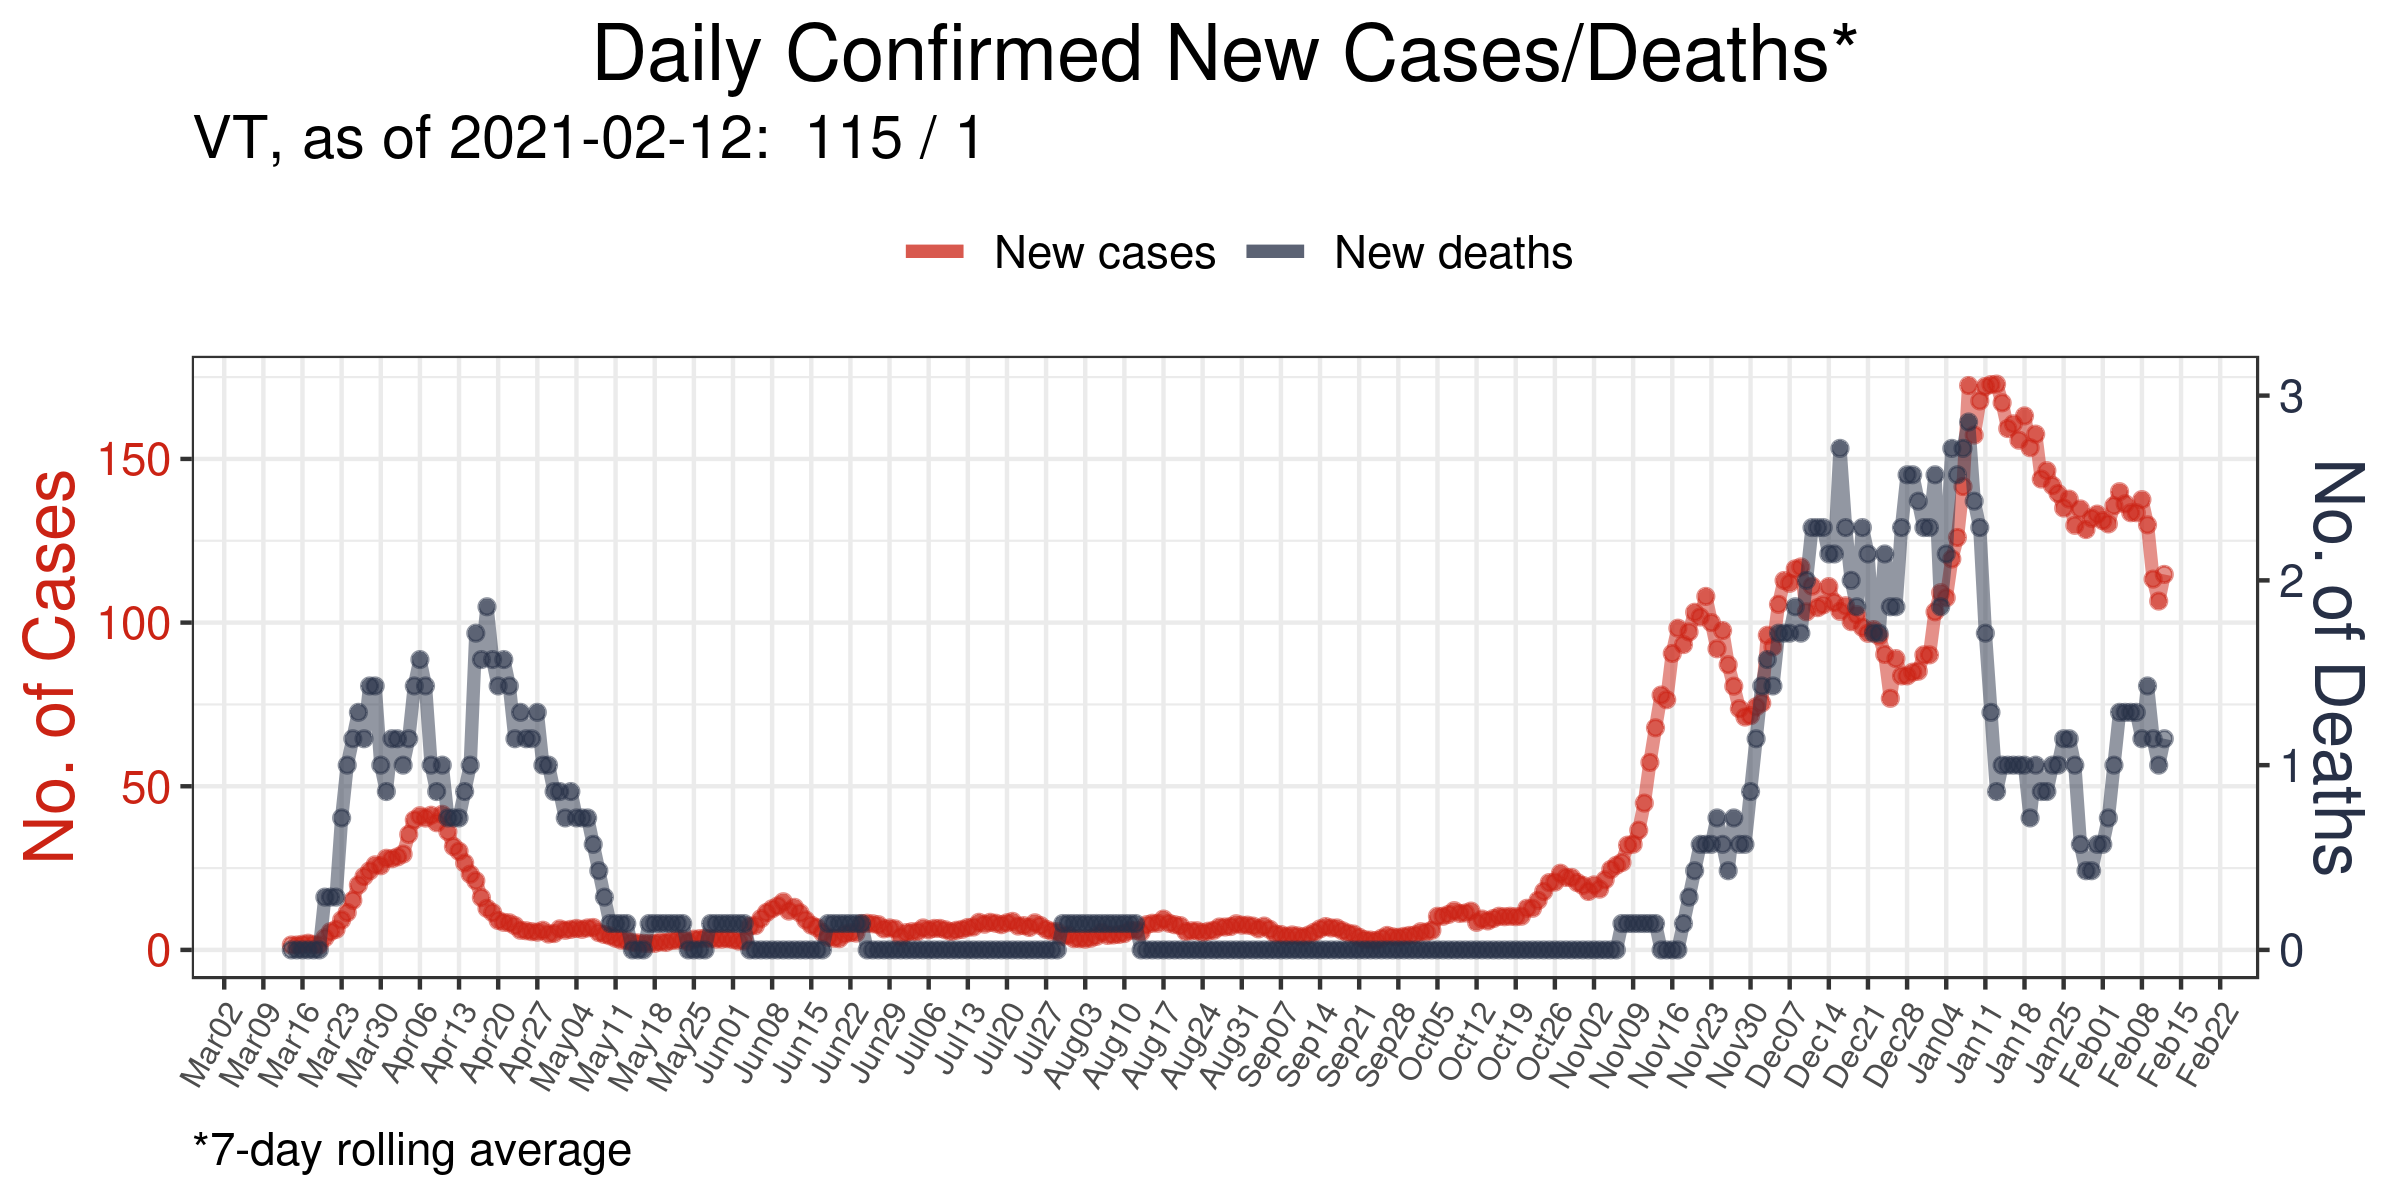 Daily Confirmed New Cases/Deaths*
VT, as of 2021-02-12:  115 / 1
New cases
New deaths
No. of Cases
150
100
50
0
3
2
1
0
No. of Deaths
Mar02
Mar09
Mar16
Mar23
Mar30
Apr06
Apr13
Apr20
Apr27
May04
May11
May18
May25
Jun01
Jun08
Jun15
Jun22
Jun29
Jul06
Jul13
Jul20
Jul27
Aug03
Aug10
Aug17
Aug24
Aug31
Sep07
Sep14
Sep21
Sep28
Oct05
Oct12
Oct19
Oct26
Nov02
Nov09
Nov16
Nov23
Nov30
Dec07
Dec14
Dec21
Dec28
Jan04
Jan11
Jan18
Jan25
Feb01
Feb08
Feb15
Feb22
*7-day rolling average